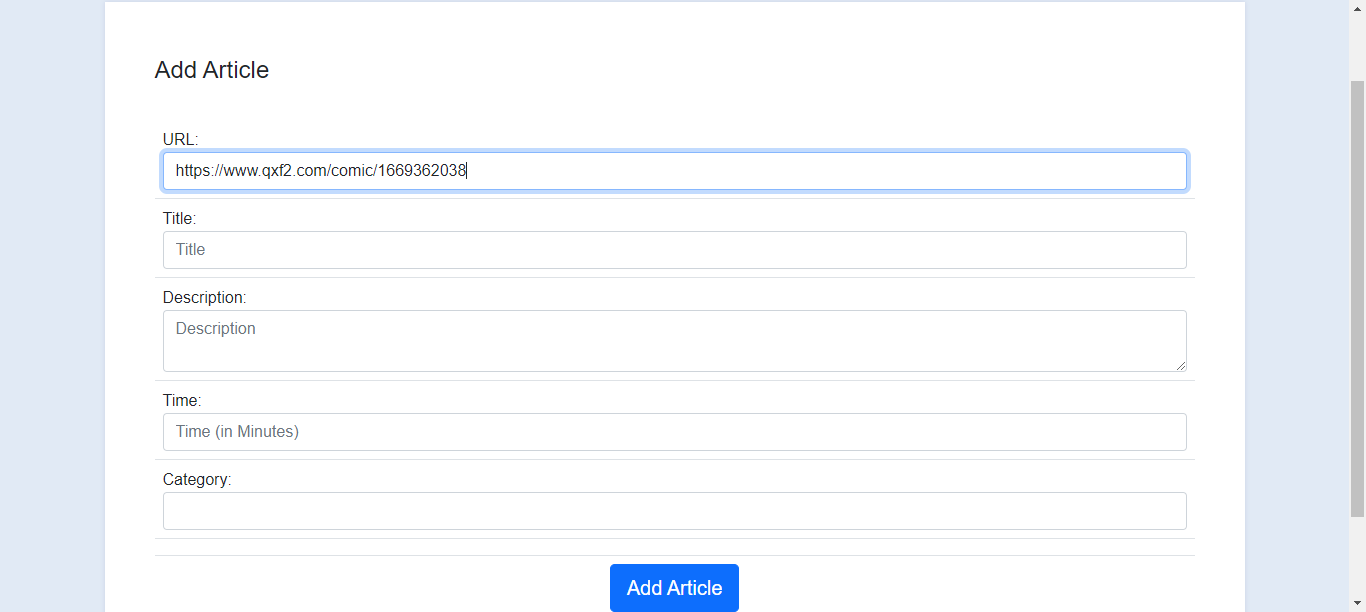 Add Article
URL:
https://www.qxf2.com/comic/1669362038
Title:
Title
Description:
Description
Time:
Time (in Minutes)
Category:
Add Article